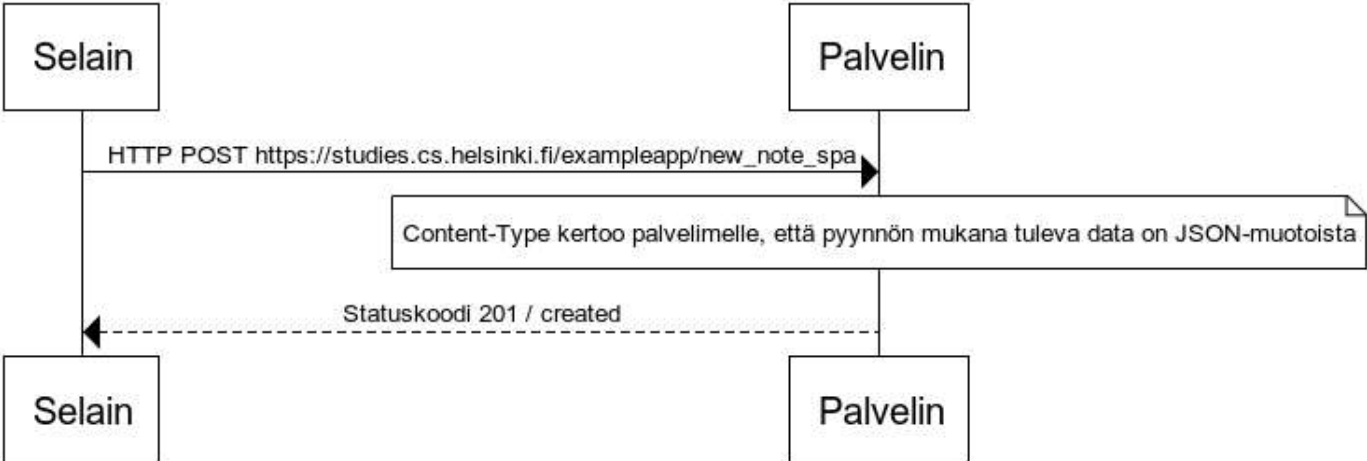 Selain
Palvelin
HTTP POST https://studies.cs.helsinki.fi/exampleapp/new_note_spa
Content-Type kertoo palvelimelle, että pyynnön mukana tuleva data on JSON-muotoista
Statuskoodi 201 / created
Selain
Palvelin